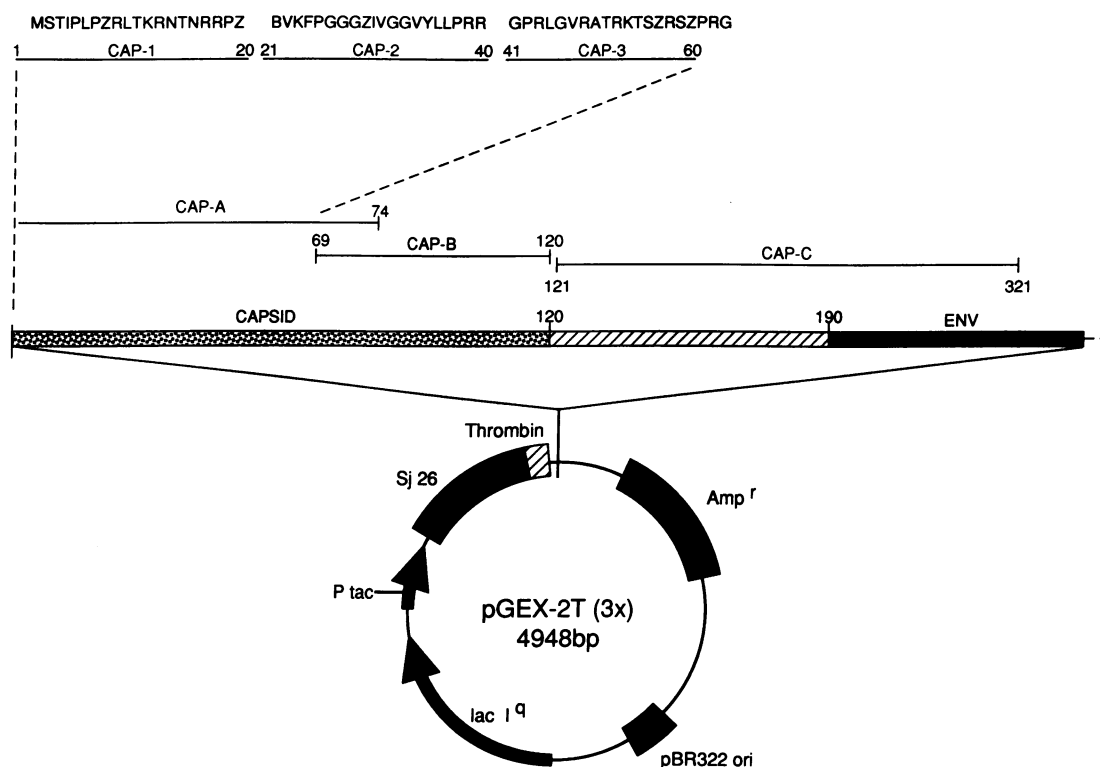 MSTIPLPZRLTKRNTNRRPZ BVKFPGGGZIVGGVYLLPRR GPRLGVRATRKTSZRSZPRG
1 CAP-1 20 21 CAP-2 40 41 CAP-3 60
CAP-A 74
69 CAP-B 120
CAP-C
121 321
CAPSID 120 190 ENV
Thrombin
Sj 26
Amp r
P tac
pGEX-2T (3x)
4948bp
lac I q
pBR322 ori